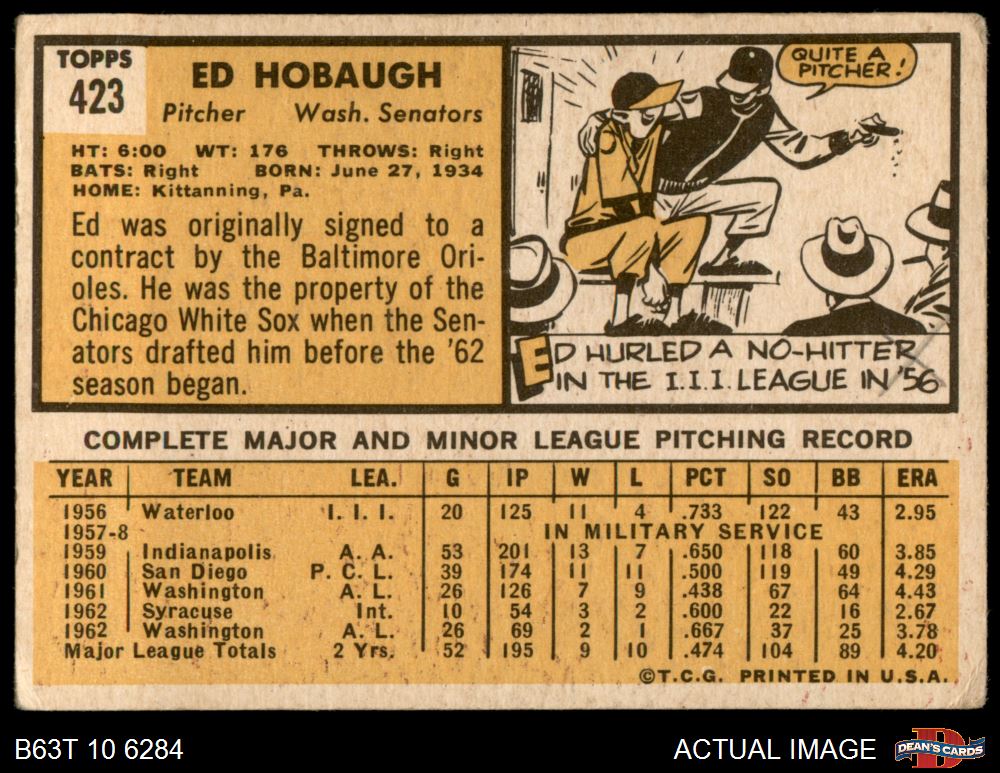 TOPPS
423
ED HOBAUGH
Pitcher Wash. Senators
HT: 6:00 WT: 176 THROWS: Right
BATS: Right BORN: June 27, 1934
HOME: Kittanning, Pa.
Ed was originally signed to a
contract by the Baltimore Ori-
oles. He was the property of the
Chicago White Sox when the Sen-
ators drafted him before the '62
season began.
QUITE A
PITCHER!
ED HURLED A NO-HITTER
IN THE I.I.I. LEAGUE IN '56
COMPLETE MAJOR AND MINOR LEAGUE PITCHING RECORD
YEAR TEAM LEA. G IP W L PCT SO BB ERA
1956 Waterloo I. I. I. 20 125 11 4 .733 122 43 2.95
1957-8 IN MILITARY SERVICE
1959 Indianapolis A. A. 53 201 13 7 .650 118 60 3.85
1960 San Diego P. C. L. 39 174 11 11 .500 119 49 4.29
1961 Washington A. L. 26 126 7 9 .438 67 64 4.43
1962 Syracuse Int. 10 54 3 2 .600 22 16 2.67
1962 Washington A. L. 26 69 2 1 .667 37 25 3.78
Major League Totals 2 Yrs. 52 195 9 10 .474 104 89 4.20
©T.C.G. PRINTED IN U.S.A.
B63T 10 6284
ACTUAL IMAGE
D
DEAN'S CARDS